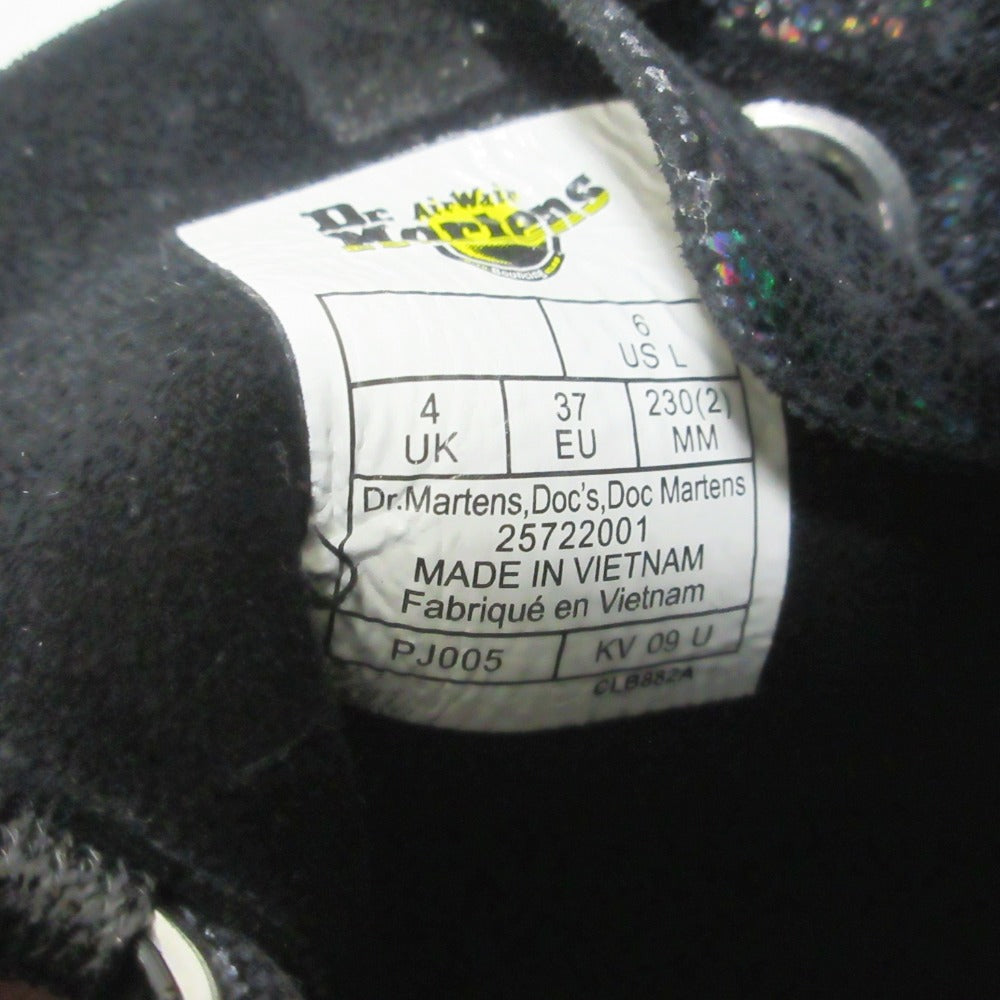 AirWair
Dr.
Martens
6
US L
4
UK
37
EU
230(2)
MM
Dr.Martens,Doc's,Doc Martens
25722001
MADE IN VIETNAM
Fabriqué en Vietnam
PJ005
KV 09 U
CLB882A